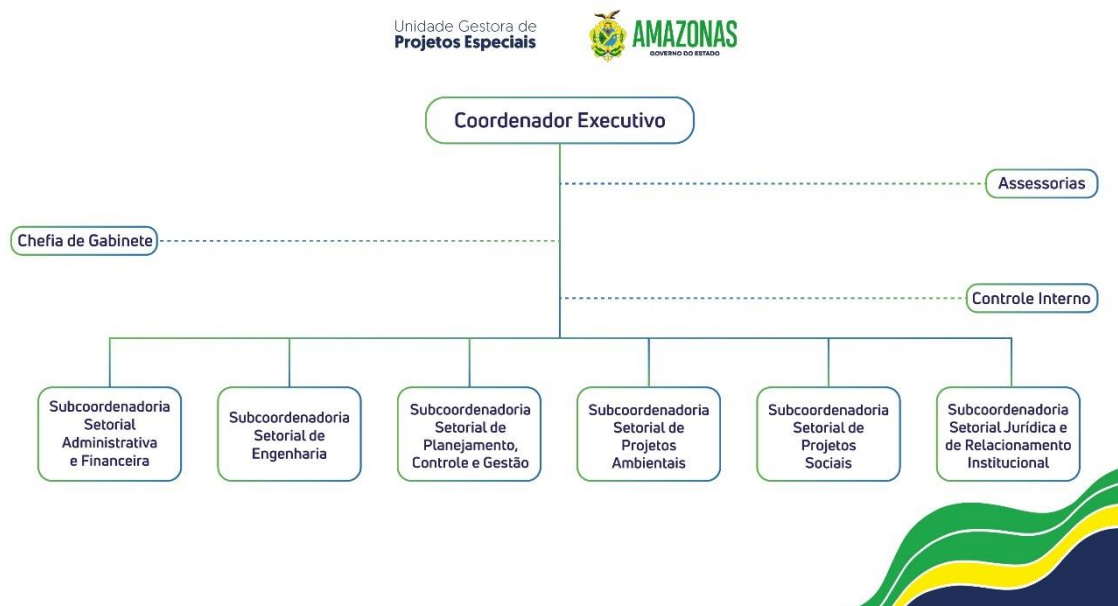 Unidade Gestora de
Projetos Especiais
AMAZONAS
GOVERNO DO ESTADO
Coordenador Executivo
Assessorias
Chefia de Gabinete
Controle Interno
Subcoordenadoria
Setorial
Administrativa
e Financeira
Subcoordenadoria
Setorial de
Engenharia
Subcoordenadoria
Setorial de
Planejamento,
Controle e Gestão
Subcoordenadoria
Setorial de
Projetos
Ambientais
Subcoordenadoria
Setorial de
Projetos
Sociais
Subcoordenadoria
Setorial Jurídica e
de Relacionamento
Institucional